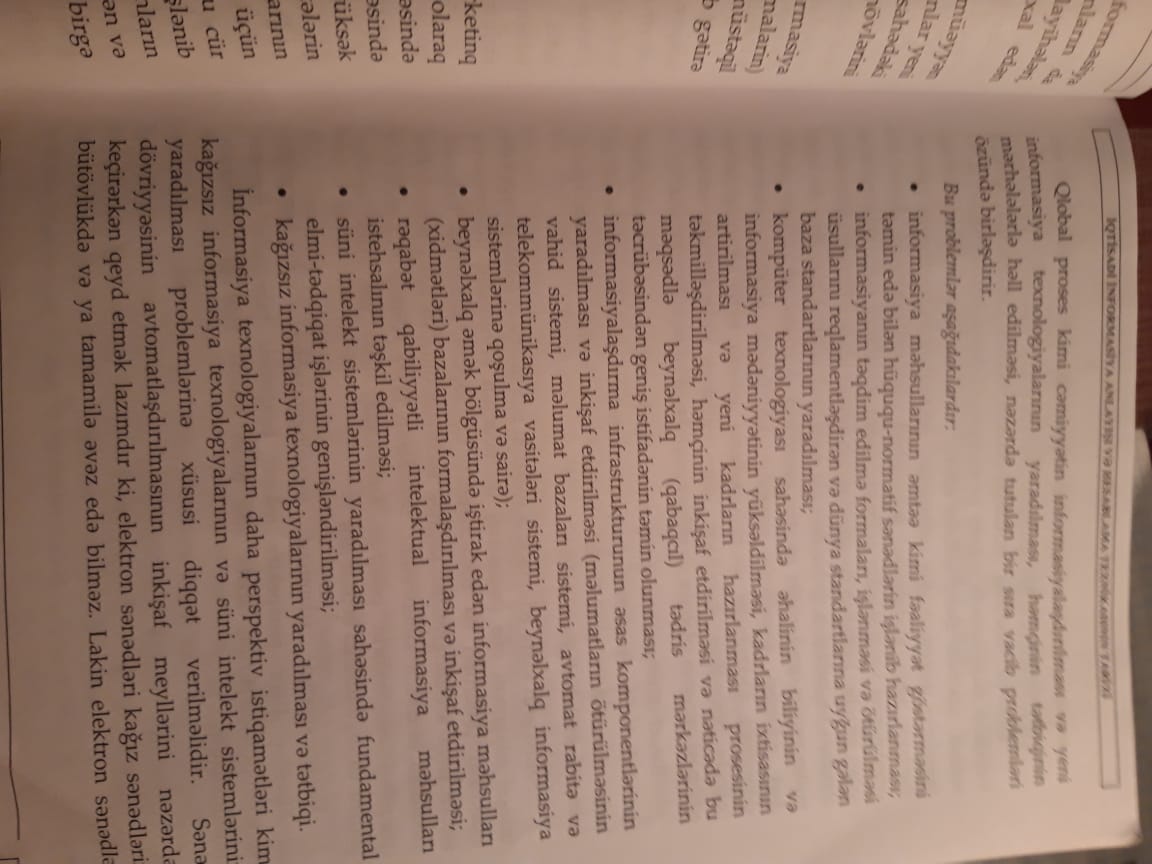 İQTİSADİ İNFORMASİYA ANLAYIŞI VƏ HESABLAMA TEXNİKASININ TARİXİ
Qlobal proses kimi cəmiyyətin informasiyalaşdırılması və yeni
informasiya texnologiyalarının yaradılması, həmçinin tətbiqinin
mərhələlərlə həll edilməsi, nəzərdə tutulan bir sıra vacib problemləri
özündə birləşdirir.
Bu problemlər aşağıdakılardır:
• informasiya məhsullarının əmtəə kimi fəaliyyət göstərməsini
təmin edə bilən hüququ-normatif sənədlərin işlənib hazırlanması;
• informasiyanın təqdim edilmə formaları, işlənməsi və ötürülməsi
üsullarını reqlamentləşdirən və dünya standartlarına uyğun gələn
baza standartlarının yaradılması;
• kompüter texnologiyası sahəsində əhalinin biliyinin və
informasiya mədəniyyətinin yüksəldilməsi, kadrların ixtisasının
artirilması və yeni kadrların hazırlanması prosesinin
təkmilləşdirilməsi, həmçinin inkişaf etdirilməsi və nəticədə bu
məqsədlə beynəlxalq (qabaqcıl) tədris mərkəzlərinin
təcrübəsindən geniş istifadənin təmin olunması;
• informasiyalaşdırma infrastrukturunun əsas komponentlərinin
yaradılması və inkişaf etdirilməsi (məlumatların ötürülməsinin
vahid sistemi, məlumat bazaları sistemi, avtomat rabitə və
telekommünikasıya vasitələri sistemi, beynəlxalq informasiya
sistemlərinə qoşulma və sairə);
• beynəlxalq əmək bölgüsündə iştirak edən informasiya məhsulları
(xidmətləri) bazalarının formalaşdırılması və inkişaf etdirilməsi;
• rəqabət qabiliyyətli intelektual informasiya məhsulları
istehsalının təşkil edilməsi;
• süni intelekt sistemlərinin yaradılması sahəsində fundamental
elmi-tədqiqat işlərinin genişləndirilməsi;
• kağızsız informasiya texnologiyalarının yaradılması və tətbiqi.
İnformasiya texnologiyalarının daha perspektiv istiqamətləri kim
kağızsız informasiya texnologiyalarının və süni intelekt sistemlərini
yaradılması problemlərinə xüsusi diqqət verilməlidir. Sənə
dövriyyəsinin avtomatlaşdırılmasının inkişaf meyllərini nəzərdə
keçirərkən qeyd etmək lazımdır ki, elektron sənədləri kağız sənədləri
bütövlükdə və ya tamamilə əvəz edə bilməz. Lakin elektron sənədlə